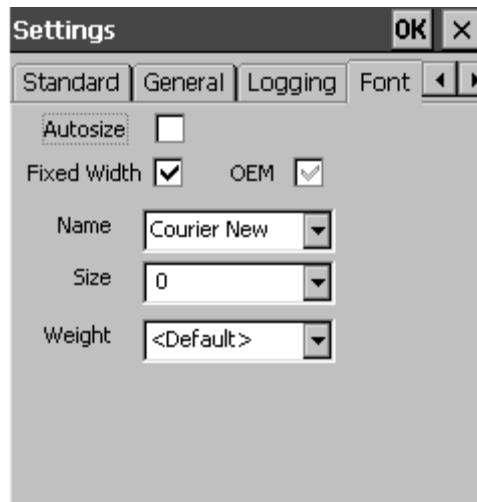 Settings OK
Standard General Logging Font
Autosize
Fixed Width OEM
Name Courier New
Size 0
Weight <Default>